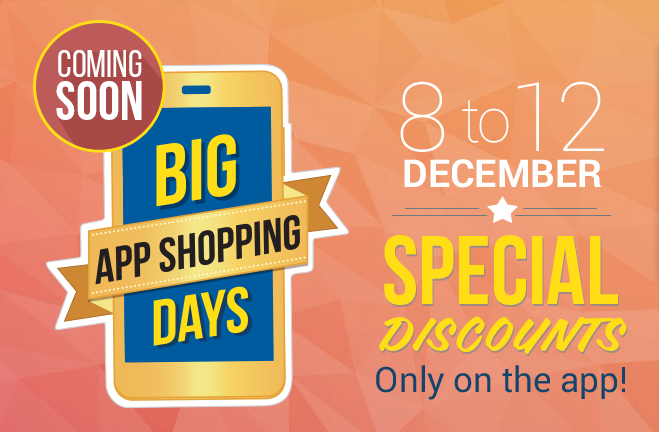 COMING
SOON
BIG
APP SHOPPING
DAYS
8 to 12
DECEMBER
SPECIAL
DISCOUNTS
Only on the app!